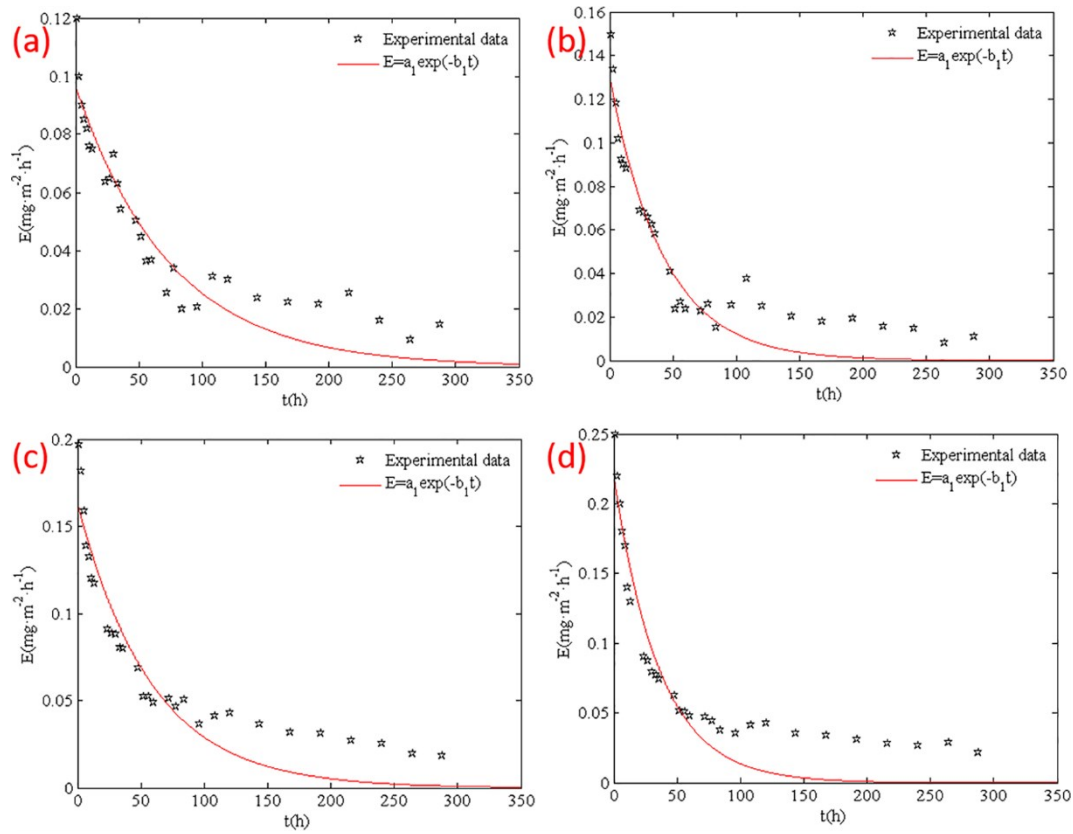 (a)
0.12
0.1
0.08
0.06
0.04
0.02
0
E(mg·m⁻²·h⁻¹)
0 50 100 150 200 250 300 350
t(h)
Experimental data
E=a₁exp(-b₁t)
(b)
0.16
0.14
0.12
0.1
0.08
0.06
0.04
0.02
0
E(mg·m⁻²·h⁻¹)
0 50 100 150 200 250 300 350
t(h)
Experimental data
E=a₁exp(-b₁t)
(c)
0.2
0.15
0.1
0.05
0
E(mg·m⁻²·h⁻¹)
0 50 100 150 200 250 300 350
t(h)
Experimental data
E=a₁exp(-b₁t)
(d)
0.25
0.2
0.15
0.1
0.05
0
E(mg·m⁻²·h⁻¹)
0 50 100 150 200 250 300 350
t(h)
Experimental data
E=a₁exp(-b₁t)